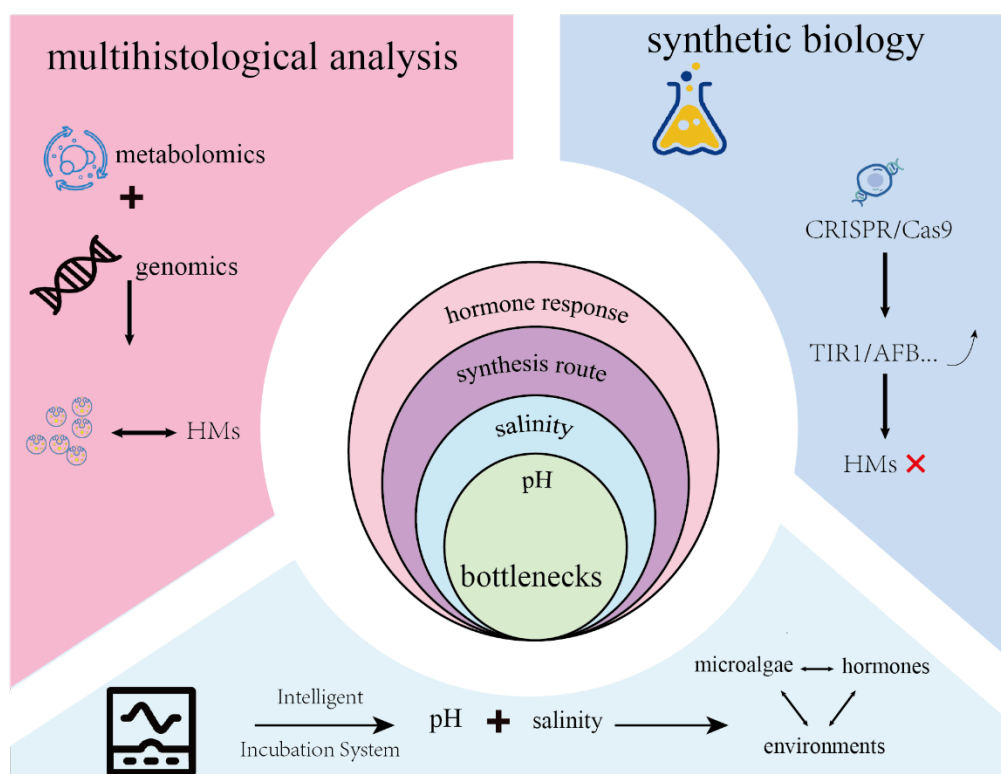 multihistological analysis
metabolomics
+
genomics
HMs
synthetic biology
CRISPR/Cas9
TIR1/AFB...
HMs
hormone response
synthesis route
salinity
pH
bottlenecks
Intelligent
Incubation System
pH + salinity
microalgae
hormones
environments